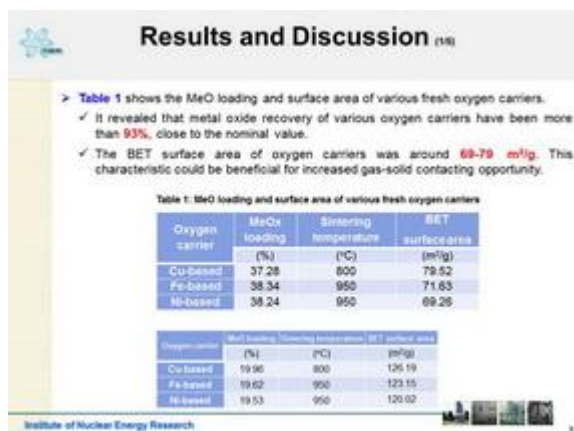 Results and Discussion (1/5)
Table 1 shows the MeO loading and surface area of various fresh oxygen carriers.
It revealed that metal oxide recovery of various oxygen carriers have been more
than 93%, close to the nominal value.
The BET surface area of oxygen carriers was around 69-79 m²/g. This
characteristic could be beneficial for increased gas-solid contacting opportunity.
Table 1: MeO loading and surface area of various fresh oxygen carriers
Oxygen carrier MeOx loading Sintering temperature BET surface area
(%) (°C) (m²/g)
Cu-based 37.28 800 79.52
Fe-based 38.34 950 71.63
Ni-based 38.24 950 69.26
Oxygen carrier MeO loading Sintering temperature BET surface area
(%) (°C) (m²/g)
Cu-based 19.96 800 126.19
Fe-based 19.62 950 123.15
Ni-based 19.53 950 120.02
Institute of Nuclear Energy Research